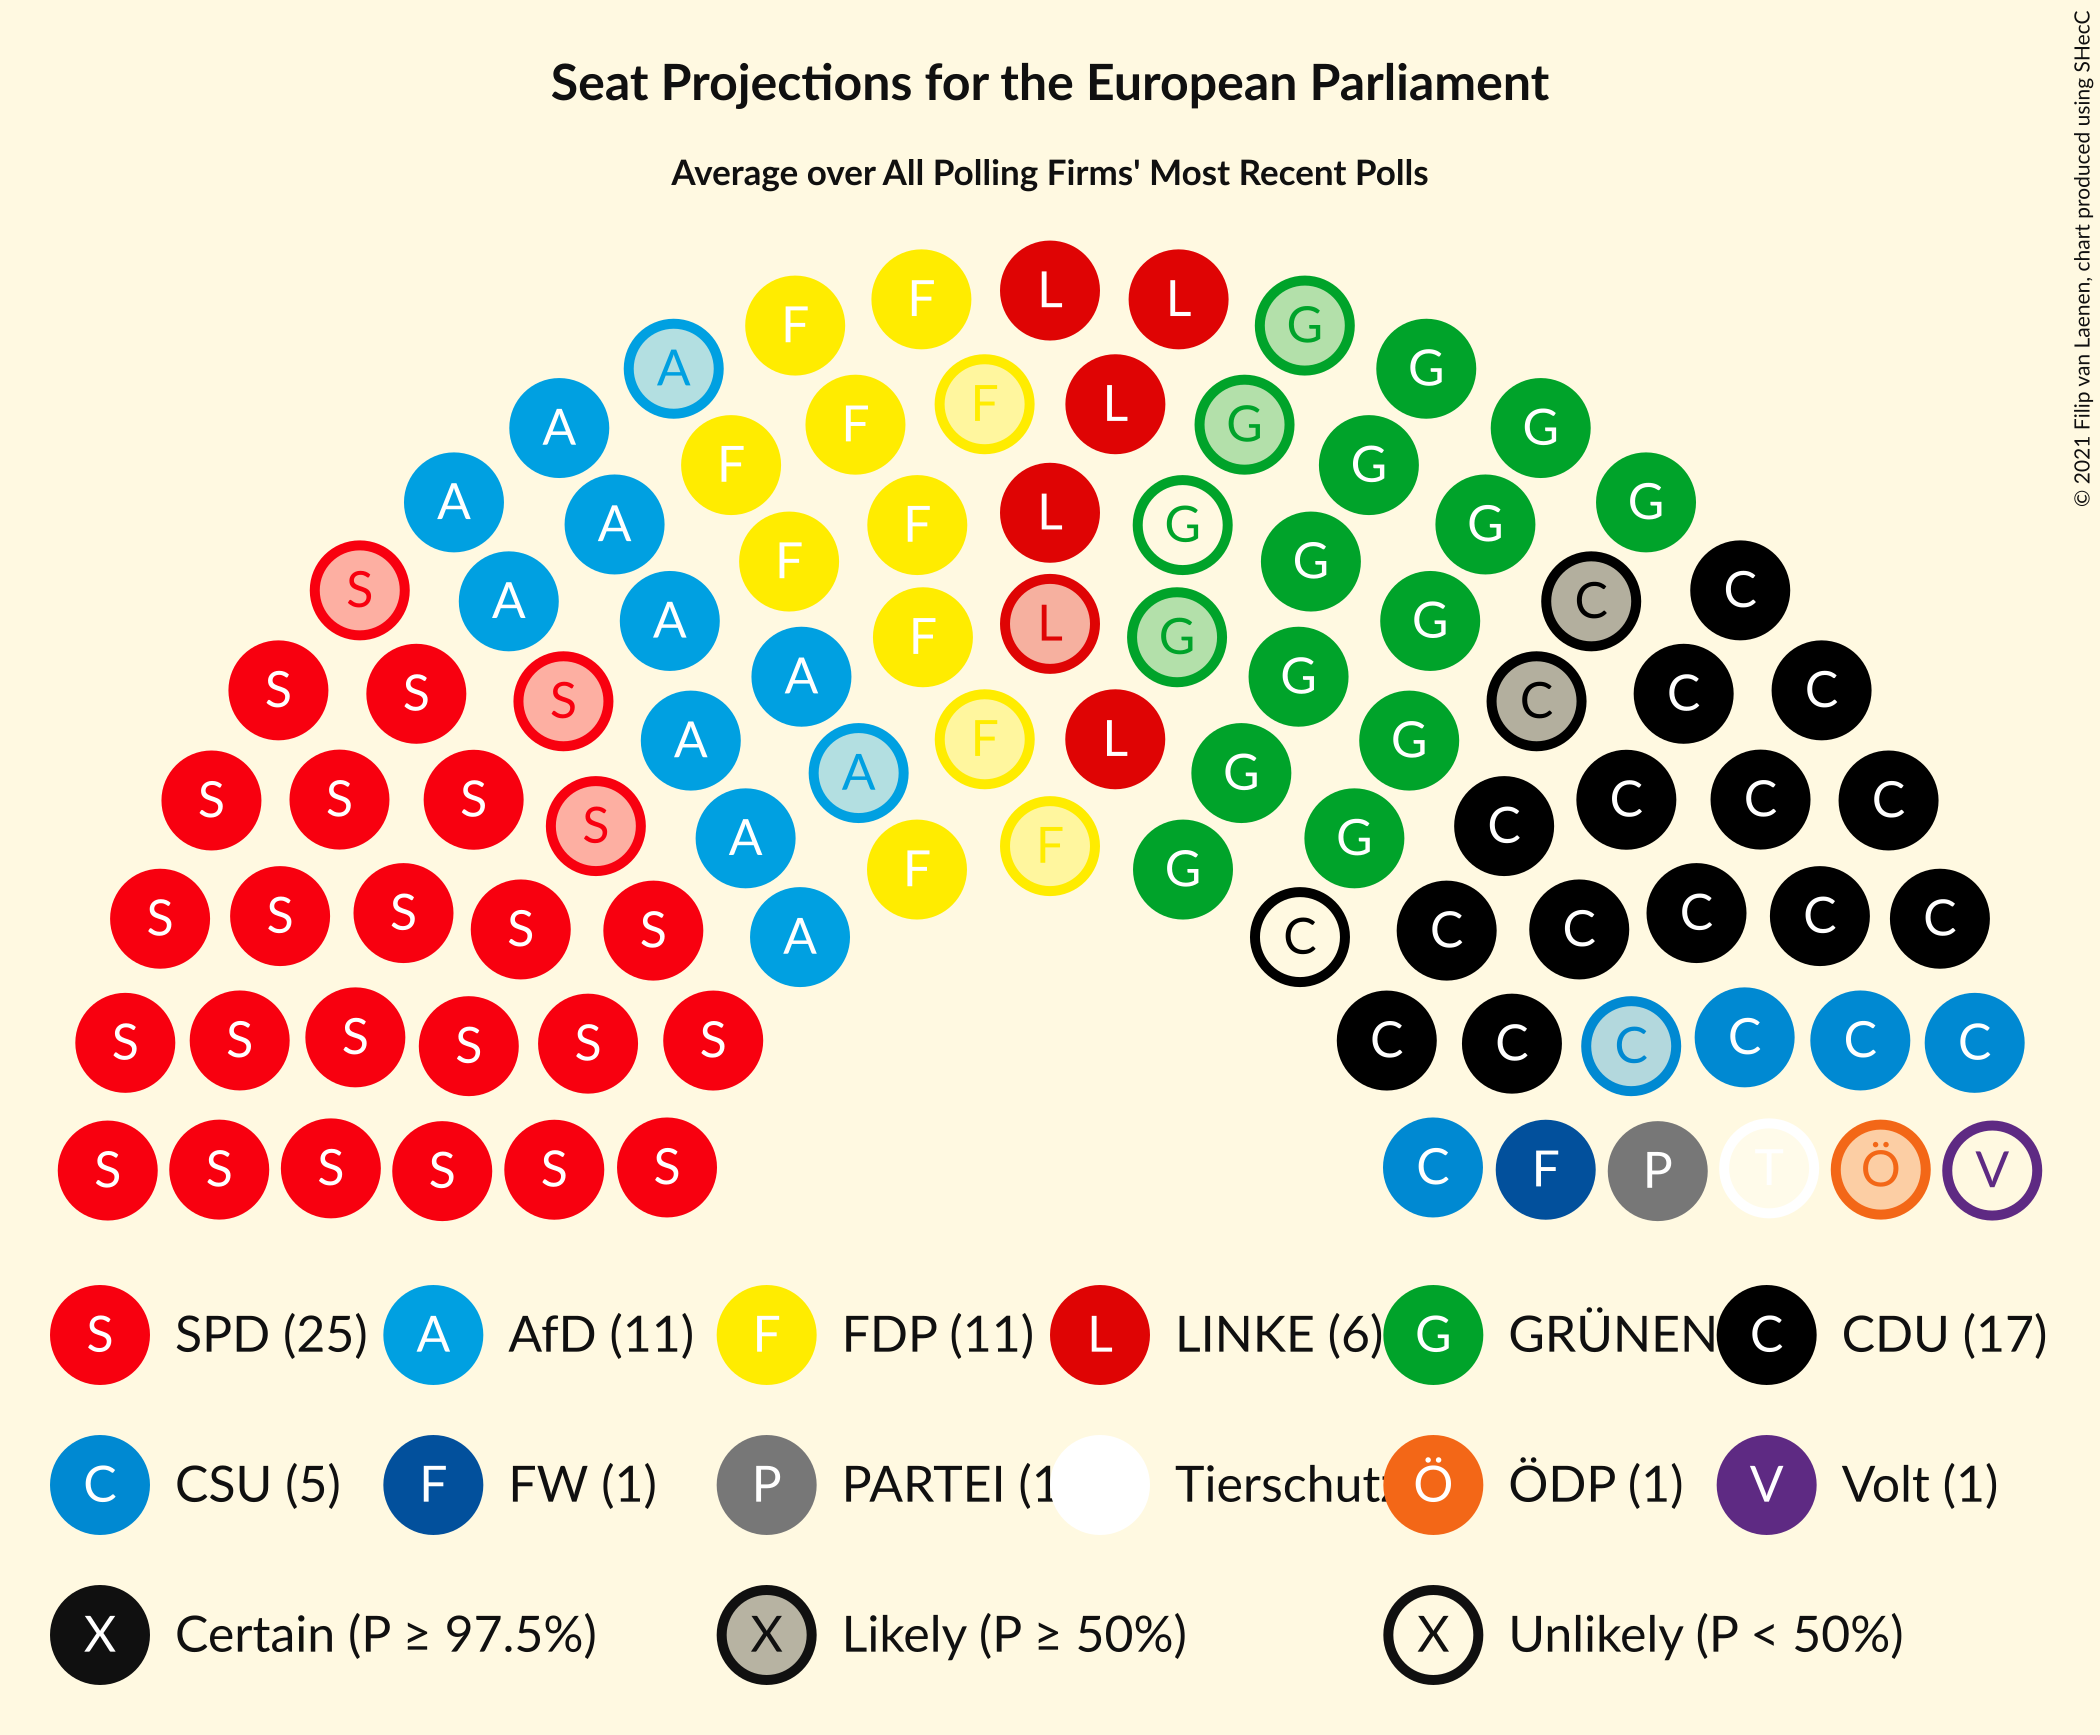 Seat Projections for the European Parliament
Average over All Polling Firms' Most Recent Polls
© 2021 Filip van Laenen, chart produced using SHecC
F L L
F G
A G
F L
A F G G
F G
A L G
A F G G
F G
S A C C
A F L G G
S S S A G C C C
A F L G
A G
S S S C C C
S A F G C
F G
S S S S S A C C C C C C
S S S S S S C C C C C C
S S S S S S C F P T Ö V
S SPD (25) A AfD (11) F FDP (11) L LINKE (6) G GRÜNEN C CDU (17)
C CSU (5) F FW (1) P PARTEI (1 Tierschutz Ö ÖDP (1) V Volt (1)
X Certain (P ≥ 97.5%) X Likely (P ≥ 50%) X Unlikely (P < 50%)